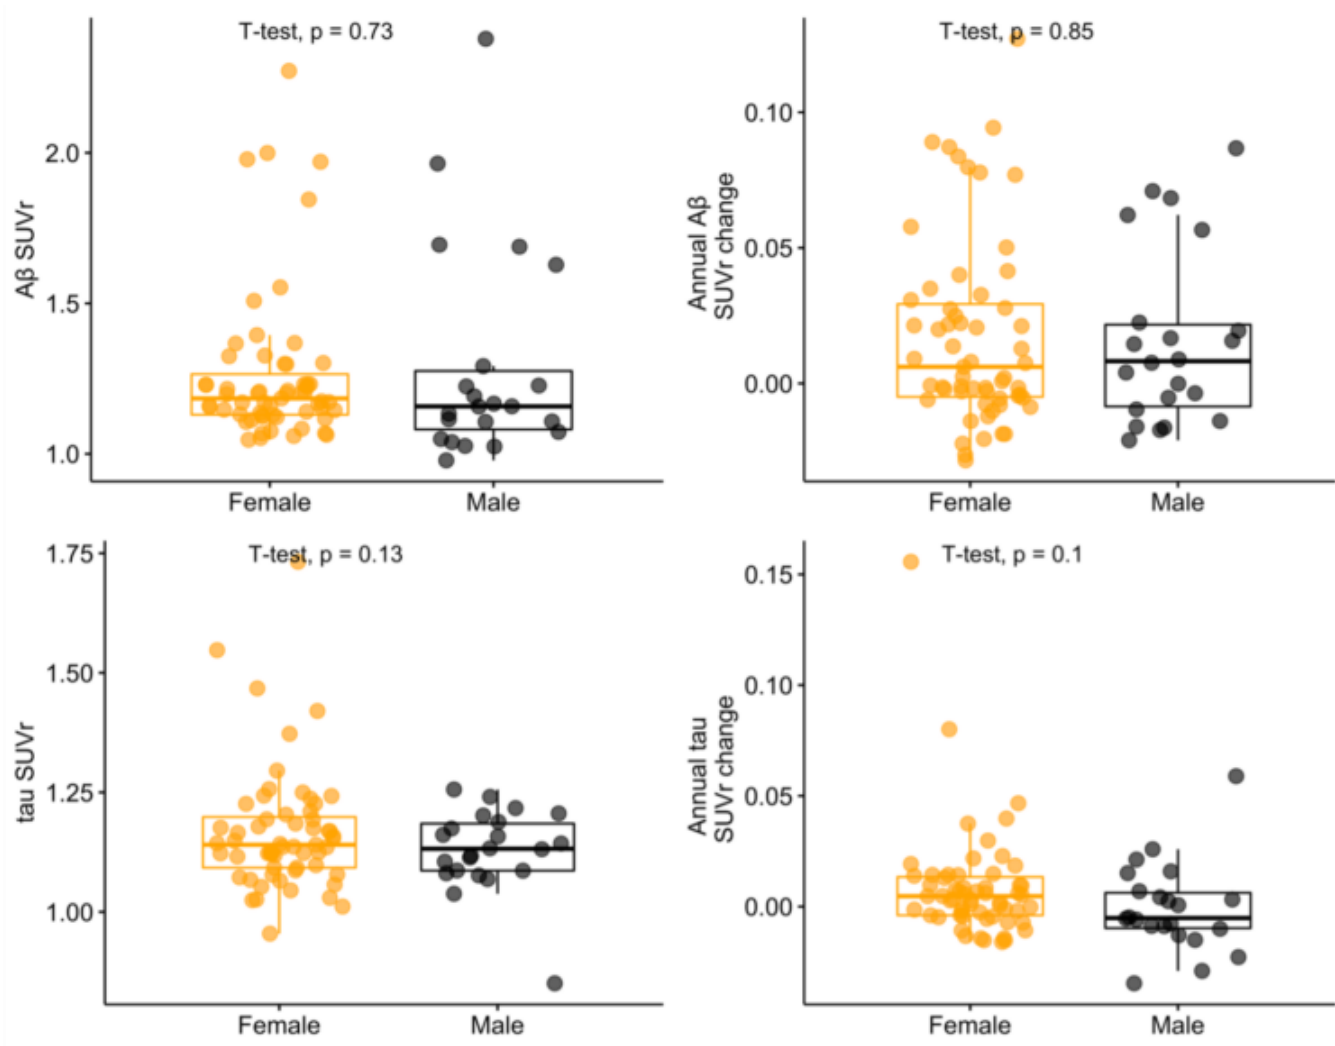 T-test, p = 0.73
Aβ SUVr
2.0
1.5
1.0
Female Male
T-test, p = 0.85
Annual Aβ
SUVr change
0.10
0.05
0.00
Female Male
T-test, p = 0.13
tau SUVr
1.75
1.50
1.25
1.00
Female Male
T-test, p = 0.1
Annual tau
SUVr change
0.15
0.10
0.05
0.00
Female Male